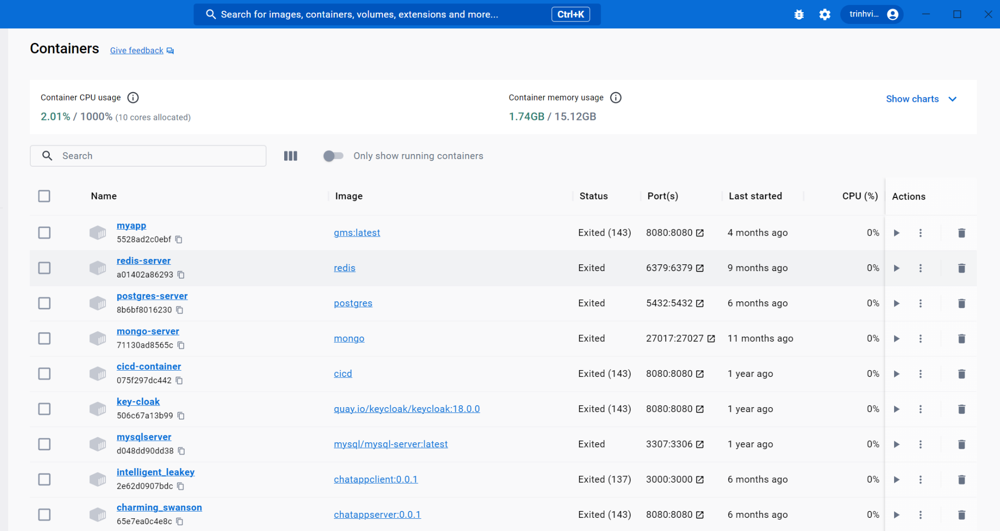 Search for images, containers, volumes, extensions and more... Ctrl+K trinhvi...
Containers Give feedback
Container CPU usage Container memory usage Show charts
2.01% / 1000% (10 cores allocated) 1.74GB / 15.12GB
Search Only show running containers
Name Image Status Port(s) Last started CPU (%) Actions
myapp
5528ad2c0ebf gms:latest Exited (143) 8080:8080 4 months ago 0%
redis-server
a01402a86293 redis Exited 6379:6379 9 months ago 0%
postgres-server
8b6bf8016230 postgres Exited 5432:5432 6 months ago 0%
mongo-server
71130ad8565c mongo Exited 27017:27027 11 months ago 0%
cicd-container
075f297dc442 cicd Exited (143) 8080:8080 1 year ago 0%
key-cloak
506c67a13b99 quay.io/keycloak/keycloak:18.0.0 Exited (143) 8080:8080 1 year ago 0%
mysqlserver
d048dd90dd38 mysql/mysql-server:latest Exited 3307:3306 1 year ago 0%
intelligent_leakey
2e62d0907bdc chatappclient:0.0.1 Exited (137) 3000:3000 6 months ago 0%
charming_swanson
65e7ea0c4e8c chatappserver:0.0.1 Exited (143) 8080:8080 6 months ago 0%